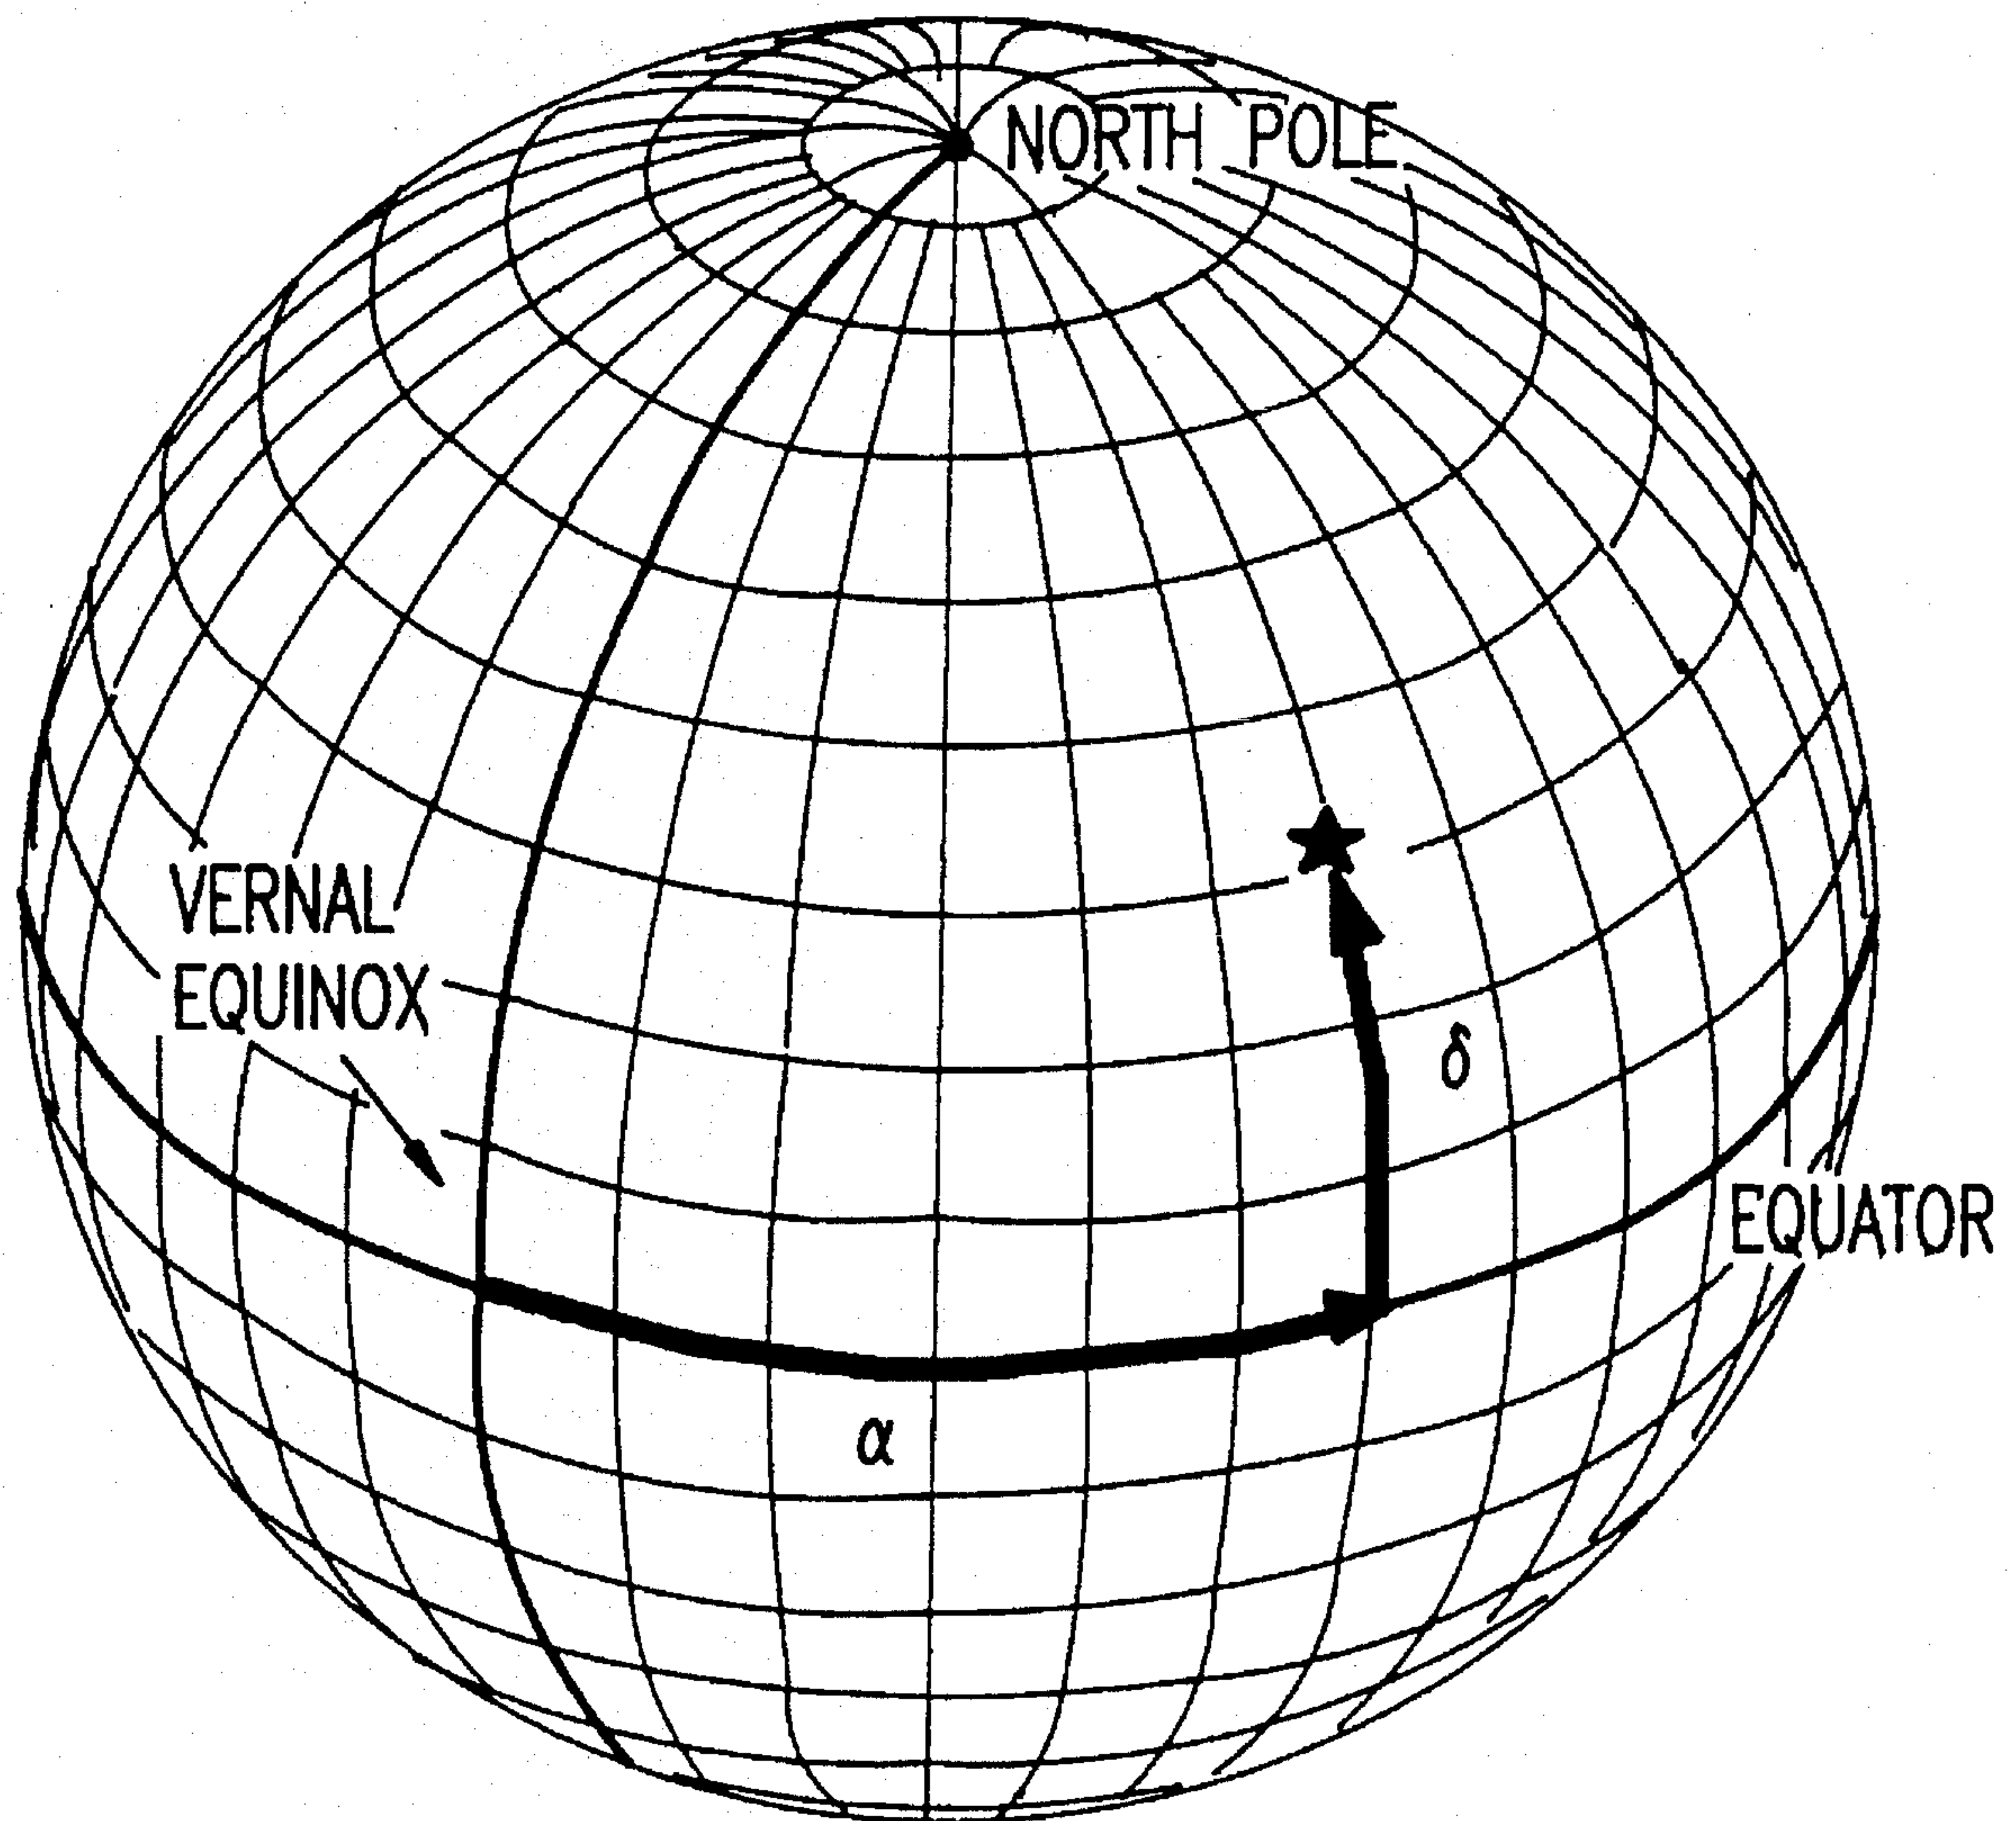 NORTH POLE
VERNAL
EQUINOX
δ
EQUATOR
α